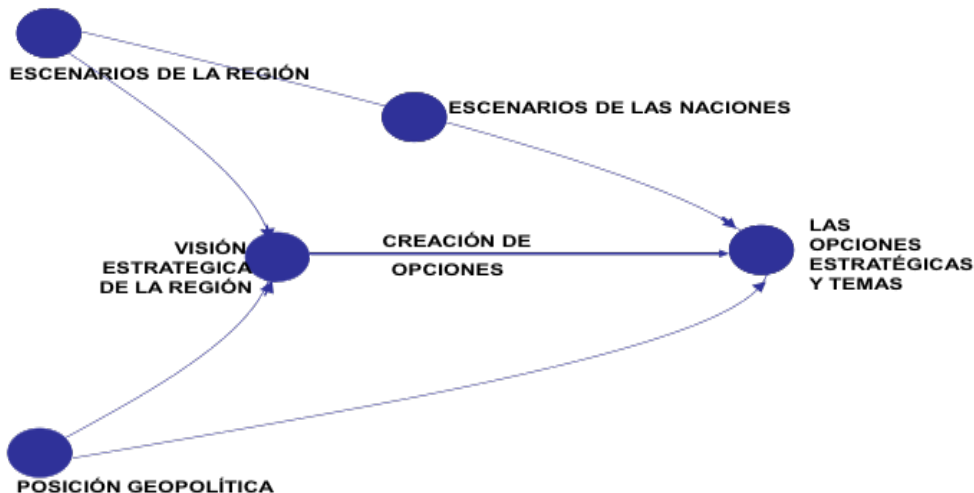 ESCENARIOS DE LA REGIÓN
ESCENARIOS DE LAS NACIONES
VISIÓN
ESTRATEGICA
DE LA REGIÓN
CREACIÓN DE
OPCIONES
LAS
OPCIONES
ESTRATÉGICAS
Y TEMAS
POSICIÓN GEOPOLÍTICA